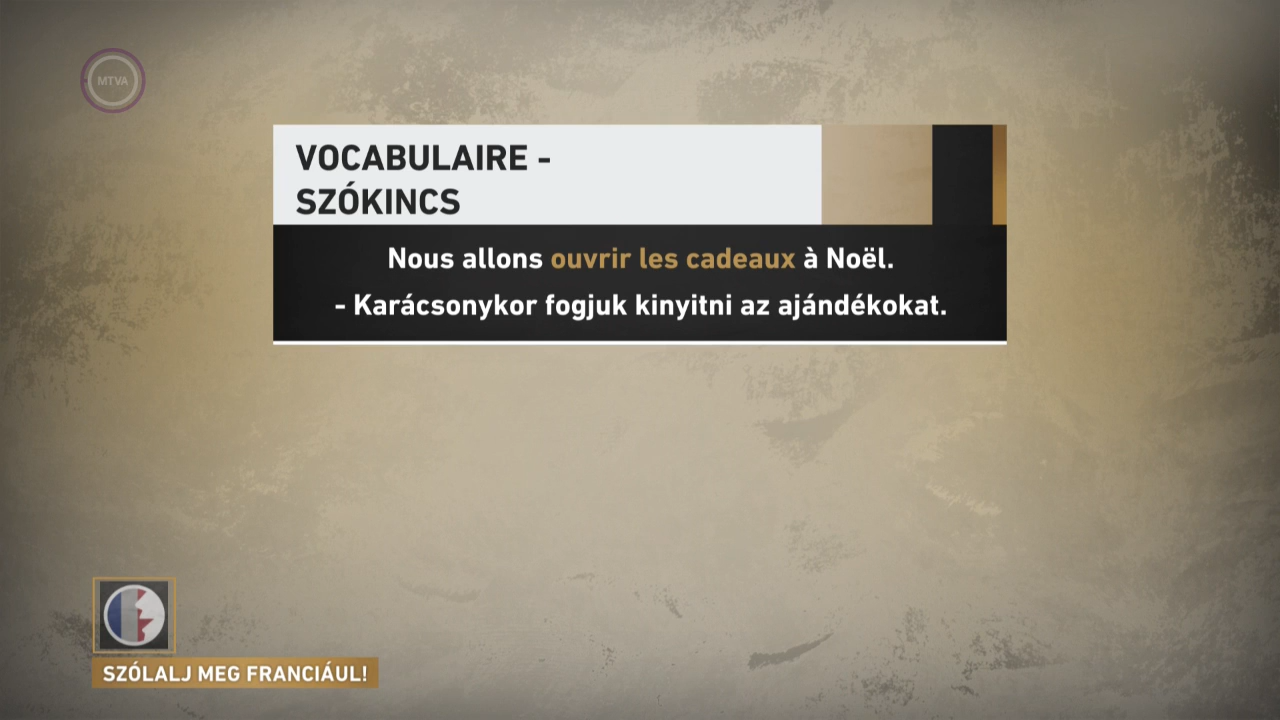 MTVA
VOCABULAIRE -
SZÓKINCS
Nous allons ouvrir les cadeaux à Noël.
- Karácsonykor fogjuk kinyitni az ajándékokat.
SZÓLALJ MEG FRANCIÁUL!